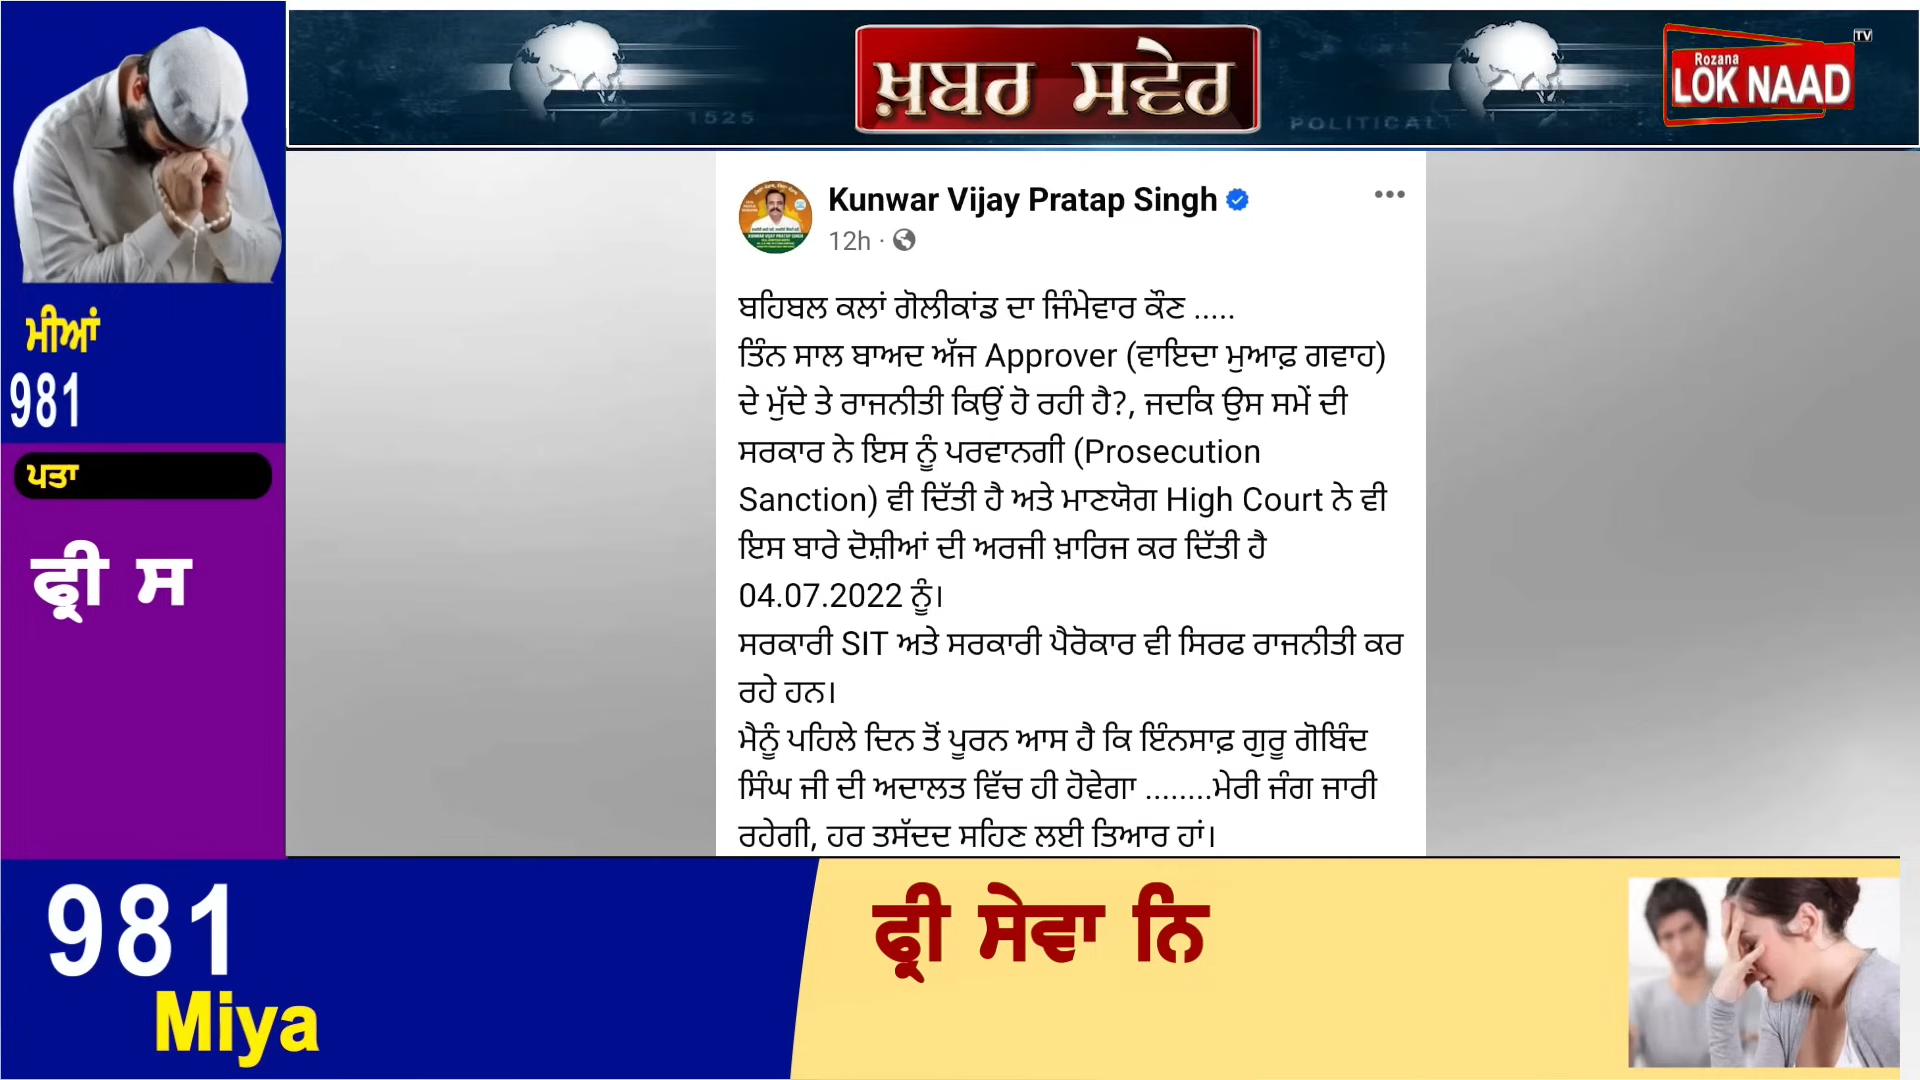 ਖ਼ਬਰ ਸਵੇਰ
1525
POLITICAL
Rozana
LOK NAAD
TV
ਮੀਆਂ
981
ਪਤਾ
ਫ੍ਰੀ ਸ
Kunwar Vijay Pratap Singh
12h ·
ਬਹਿਬਲ ਕਲਾਂ ਗੋਲੀਕਾਂਡ ਦਾ ਜਿੰਮੇਵਾਰ ਕੌਣ .....
ਤਿੰਨ ਸਾਲ ਬਾਅਦ ਅੱਜ Approver (ਵਾਇਦਾ ਮੁਆਫ਼ ਗਵਾਹ)
ਦੇ ਮੁੱਦੇ ਤੇ ਰਾਜਨੀਤੀ ਕਿਉਂ ਹੋ ਰਹੀ ਹੈ?, ਜਦਕਿ ਉਸ ਸਮੇਂ ਦੀ
ਸਰਕਾਰ ਨੇ ਇਸ ਨੂੰ ਪਰਵਾਨਗੀ (Prosecution
Sanction) ਵੀ ਦਿੱਤੀ ਹੈ ਅਤੇ ਮਾਣਯੋਗ High Court ਨੇ ਵੀ
ਇਸ ਬਾਰੇ ਦੋਸ਼ੀਆਂ ਦੀ ਅਰਜੀ ਖ਼ਾਰਿਜ ਕਰ ਦਿੱਤੀ ਹੈ
04.07.2022 ਨੂੰ।
ਸਰਕਾਰੀ SIT ਅਤੇ ਸਰਕਾਰੀ ਪੈਰੋਕਾਰ ਵੀ ਸਿਰਫ ਰਾਜਨੀਤੀ ਕਰ
ਰਹੇ ਹਨ।
ਮੈਨੂੰ ਪਹਿਲੇ ਦਿਨ ਤੋਂ ਪੂਰਨ ਆਸ ਹੈ ਕਿ ਇੰਨਸਾਫ਼ ਗੁਰੂ ਗੋਬਿੰਦ
ਸਿੰਘ ਜੀ ਦੀ ਅਦਾਲਤ ਵਿੱਚ ਹੀ ਹੋਵੇਗਾ ........ਮੇਰੀ ਜੰਗ ਜਾਰੀ
ਰਹੇਗੀ, ਹਰ ਤਸੱਦਦ ਸਹਿਣ ਲਈ ਤਿਆਰ ਹਾਂ।
981
Miya
ਫ੍ਰੀ ਸੇਵਾ ਨਿ